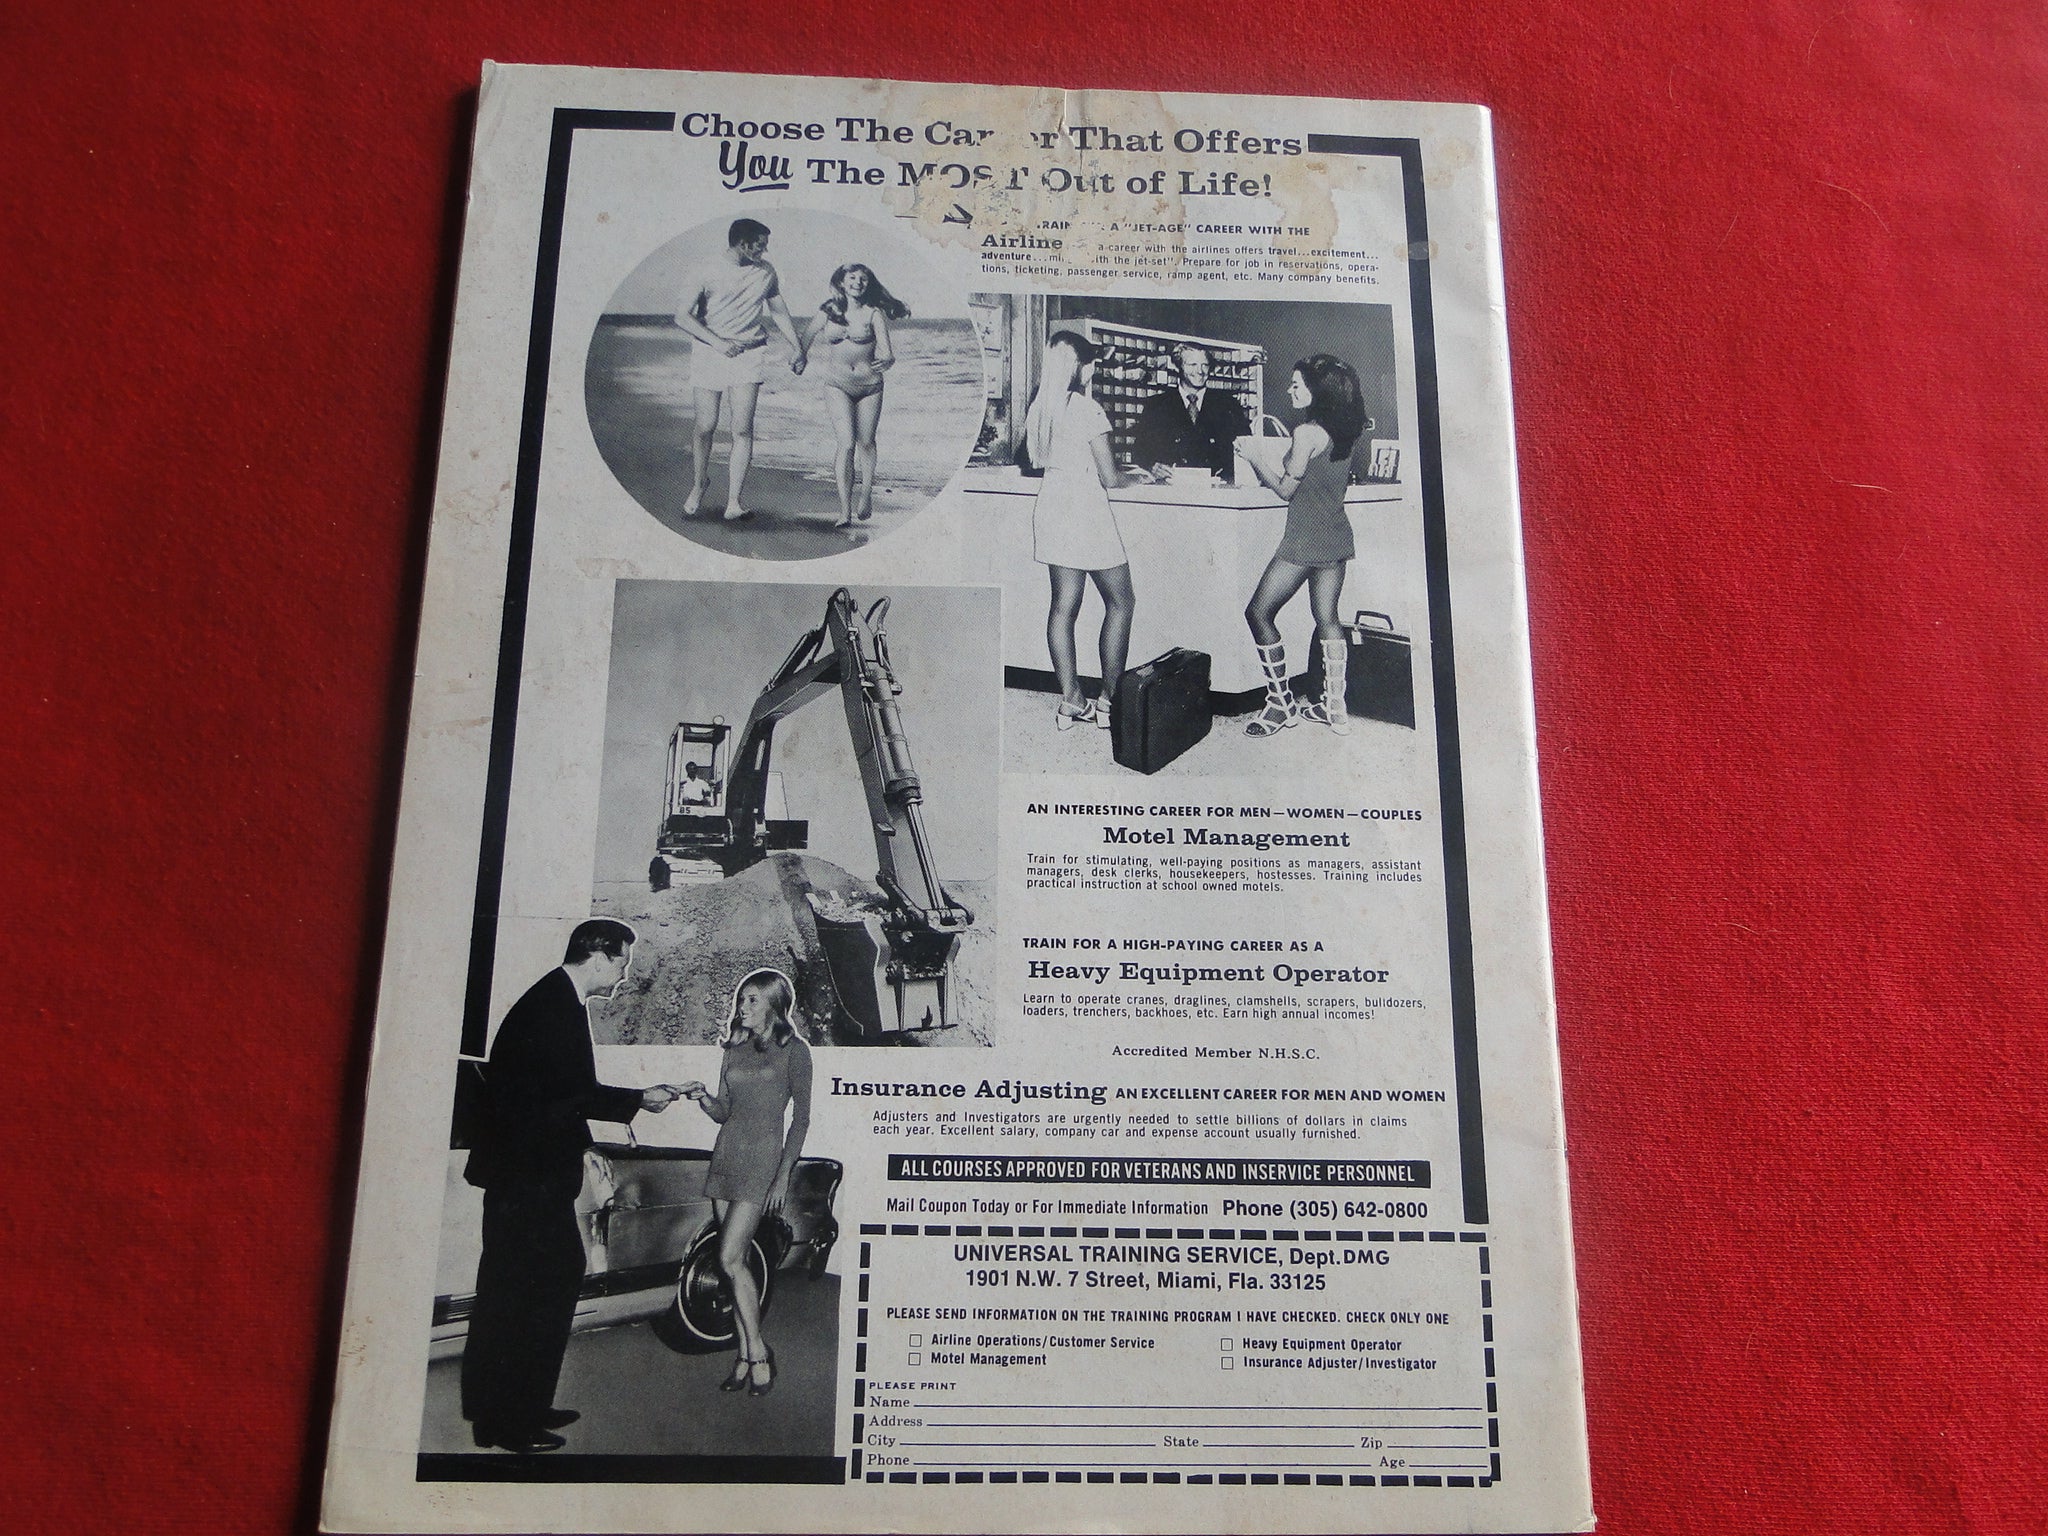 Choose The Career That Offers
You The MOST Out of Life!
A "JET-AGE" CAREER WITH THE
Airline a career with the airlines offers travel...excitement...
adventure... the jet-set". Prepare for job in reservations, opera-
tions, ticketing, passenger service, ramp agent, etc. Many company benefits.
85
AN INTERESTING CAREER FOR MEN—WOMEN—COUPLES
Motel Management
Train for stimulating, well-paying positions as managers, assistant
managers, desk clerks, housekeepers, hostesses. Training includes
practical instruction at school owned motels.
TRAIN FOR A HIGH-PAYING CAREER AS A
Heavy Equipment Operator
Learn to operate cranes, draglines, clamshells, scrapers, bulldozers,
loaders, trenchers, backhoes, etc. Earn high annual incomes!
Accredited Member N.H.S.C.
Insurance Adjusting AN EXCELLENT CAREER FOR MEN AND WOMEN
Adjusters and Investigators are urgently needed to settle billions of dollars in claims
each year. Excellent salary, company car and expense account usually furnished.
ALL COURSES APPROVED FOR VETERANS AND INSERVICE PERSONNEL
Mail Coupon Today or For Immediate Information Phone (305) 642-0800
UNIVERSAL TRAINING SERVICE, Dept.DMG
1901 N.W. 7 Street, Miami, Fla. 33125
PLEASE SEND INFORMATION ON THE TRAINING PROGRAM I HAVE CHECKED. CHECK ONLY ONE
Airline Operations/Customer Service Heavy Equipment Operator
Motel Management Insurance Adjuster/Investigator
PLEASE PRINT
Name
Address
City State Zip
Phone Age